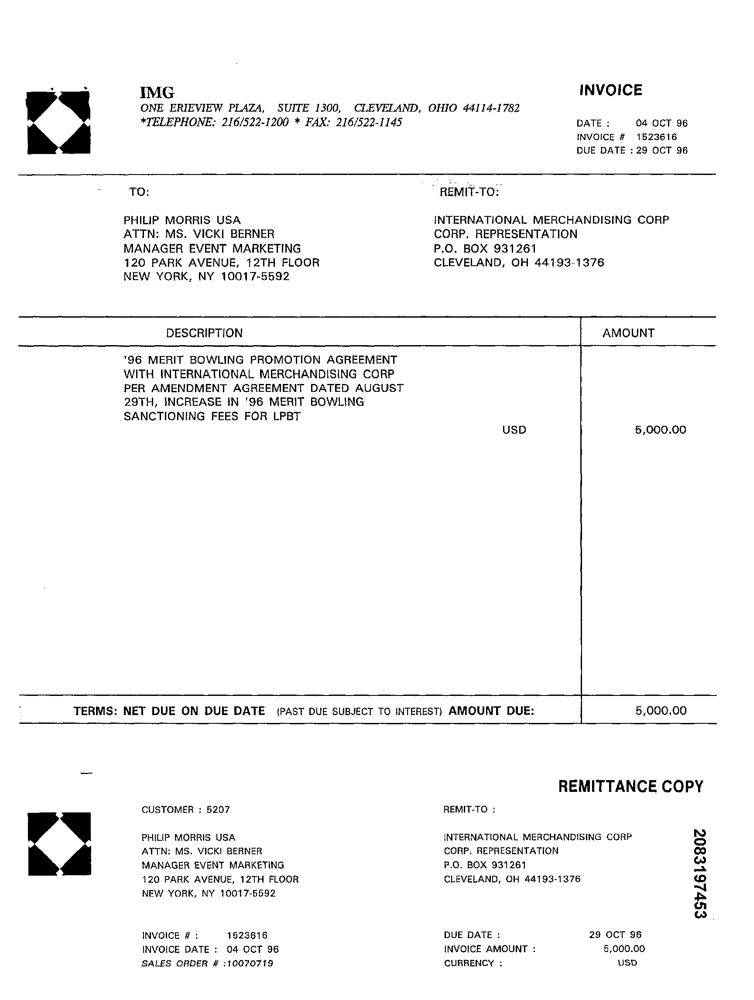 IMG
ONE ERIEVIEW PLAZA, SUITE 1300, CLEVELAND, OHIO 44114-1782
*TELEPHONE: 216/522-1200 * FAX: 216/522-1145
INVOICE
DATE : 04 OCT 96
INVOICE # 1523616
DUE DATE : 29 OCT 96
TO:
PHILIP MORRIS USA
ATTN: MS. VICKI BERNER
MANAGER EVENT MARKETING
120 PARK AVENUE, 12TH FLOOR
NEW YORK, NY 10017-5592
REMIT-TO:
INTERNATIONAL MERCHANDISING CORP
CORP. REPRESENTATION
P.O. BOX 931261
CLEVELAND, OH 44193-1376
DESCRIPTION AMOUNT
'96 MERIT BOWLING PROMOTION AGREEMENT
WITH INTERNATIONAL MERCHANDISING CORP
PER AMENDMENT AGREEMENT DATED AUGUST
29TH, INCREASE IN '96 MERIT BOWLING
SANCTIONING FEES FOR LPBT
USD 5,000.00
TERMS: NET DUE ON DUE DATE (PAST DUE SUBJECT TO INTEREST) AMOUNT DUE: 5,000.00
REMITTANCE COPY
CUSTOMER : 5207
PHILIP MORRIS USA
ATTN: MS. VICKI BERNER
MANAGER EVENT MARKETING
120 PARK AVENUE, 12TH FLOOR
NEW YORK, NY 10017-5592
REMIT-TO :
INTERNATIONAL MERCHANDISING CORP
CORP. REPRESENTATION
P.O. BOX 931261
CLEVELAND, OH 44193-1376
INVOICE # : 1523616
INVOICE DATE : 04 OCT 96
SALES ORDER # :10070719
DUE DATE : 29 OCT 96
INVOICE AMOUNT : 5,000.00
CURRENCY : USD
2083197453